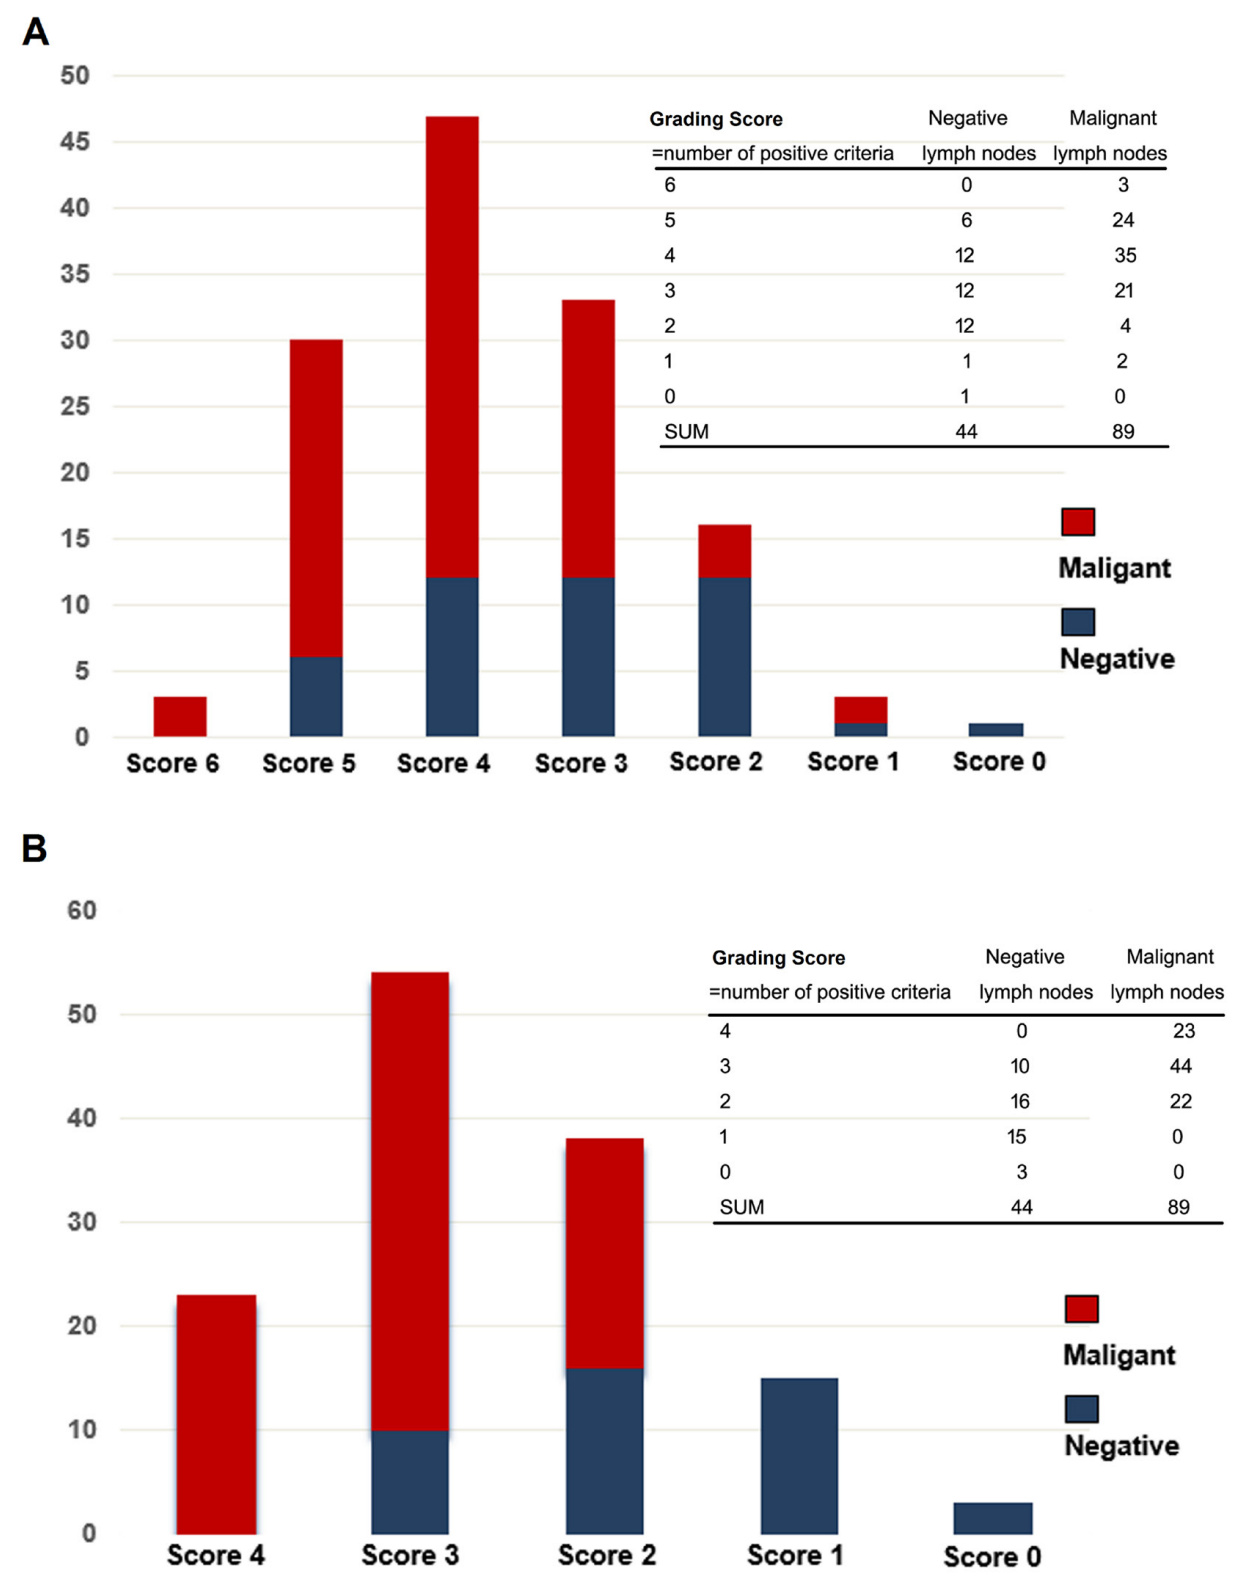 A
50
45
40
35
30
25
20
15
10
5
0
Grading Score Negative Malignant
=number of positive criteria lymph nodes lymph nodes
6 0 3
5 6 24
4 12 35
3 12 21
2 12 4
1 1 2
0 1 0
SUM 44 89
Maligant
Negative
Score 6 Score 5 Score 4 Score 3 Score 2 Score 1 Score 0
B
60
50
40
30
20
10
0
Grading Score Negative Malignant
=number of positive criteria lymph nodes lymph nodes
4 0 23
3 10 44
2 16 22
1 15 0
0 3 0
SUM 44 89
Maligant
Negative
Score 4 Score 3 Score 2 Score 1 Score 0